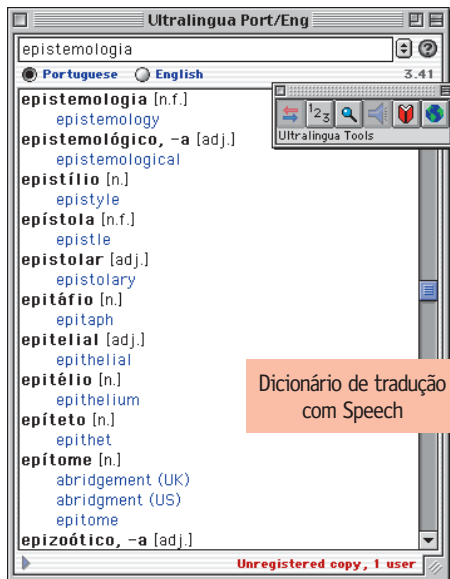 Ultralingua Port/Eng
epistemologia
Portuguese English 3.41
Ultralingua Tools
epistemologia [n.f.]
epistemology
epistemológico, -a [adj.]
epistemological
epistílio [n.]
epistyle
epístola [n.f.]
epistle
epistolar [adj.]
epistolary
epitáfio [n.]
epitaph
epitelial [adj.]
epithelial
epitélio [n.]
epithelium
epíteto [n.]
epithet
epítome [n.]
abridgement (UK)
abridgment (US)
epitome
epizoótico, -a [adj.]
Dicionário de tradução
com Speech
Unregistered copy, 1 user